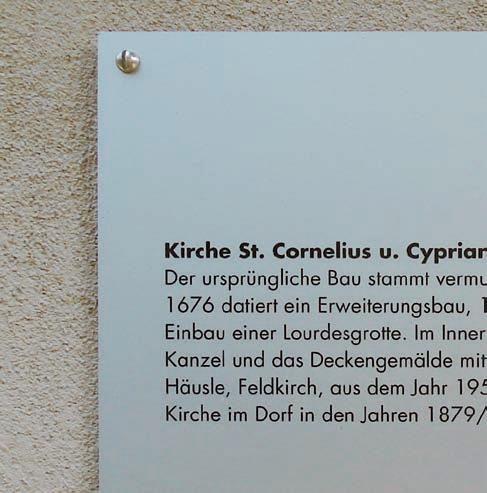 Kirche St. Cornelius u. Cyprian
Der ursprüngliche Bau stammt vermu
1676 datiert ein Erweiterungsbau, 1
Einbau einer Lourdesgrotte. Im Inner
Kanzel und das Deckengemälde mit
Häusle, Feldkirch, aus dem Jahr 195
Kirche im Dorf in den Jahren 1879/